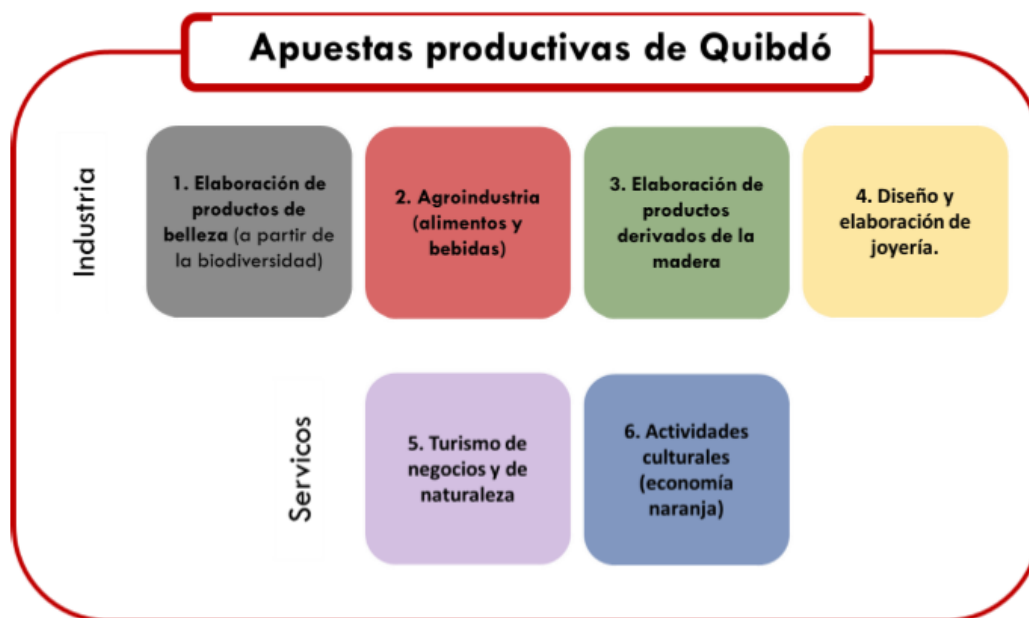 Apuestas productivas de Quibdó
Industria
1. Elaboración de
productos de
belleza (a partir de
la biodiversidad)
2. Agroindustria
(alimentos y
bebidas)
3. Elaboración de
productos
derivados de la
madera
4. Diseño y
elaboración de
joyería.
Servicos
5. Turismo de
negocios y de
naturaleza
6. Actividades
culturales
(economía
naranja)